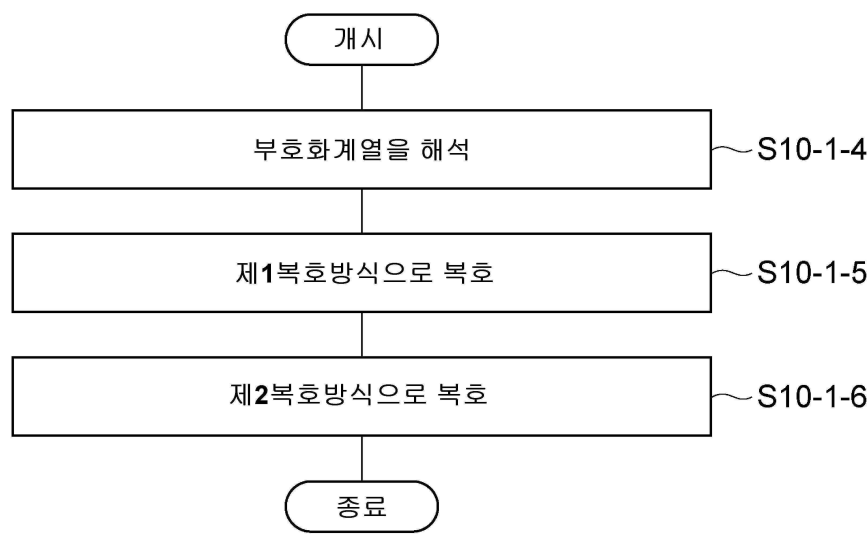 개시
부호화계열을 해석
S10-1-4
제1복호방식으로 복호
S10-1-5
제2복호방식으로 복호
S10-1-6
종료